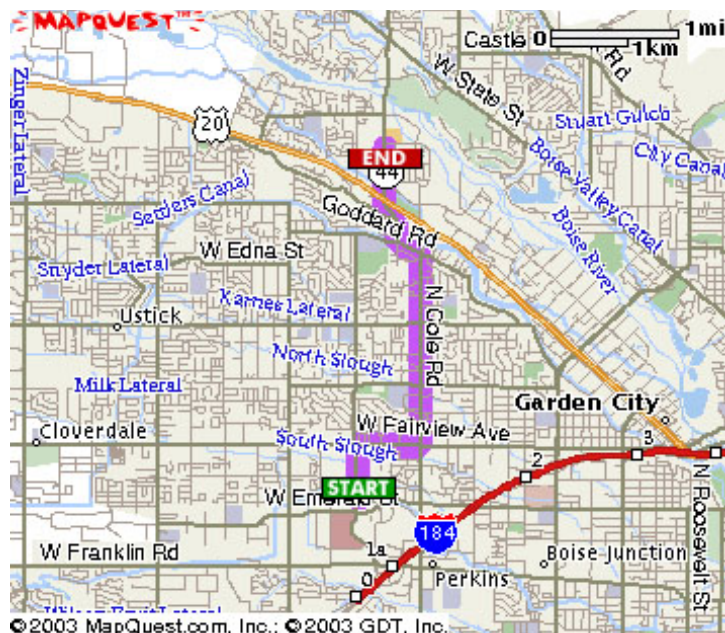 MAPQUEST
Castle
Rd
0 1mi
1km
W State St
Zinger Lateral
20
Stuart Gulch
City Canal
Boise Valley Canal
END
44
Settlers Canal
Goddard Rd
Boise River
W Edna St
Snyder Lateral
Karnes Lateral
N Cole Rd
Ustick
North Slough
Milk Lateral
Garden City
Cloverdale
South Slough
W Fairview Ave
3
2
START
W Emerald St
N Roosevelt St
184
W Franklin Rd
1a
Boise Junction
Perkins
0
©2003 MapQuest.com, Inc.; ©2003 GDT, Inc.